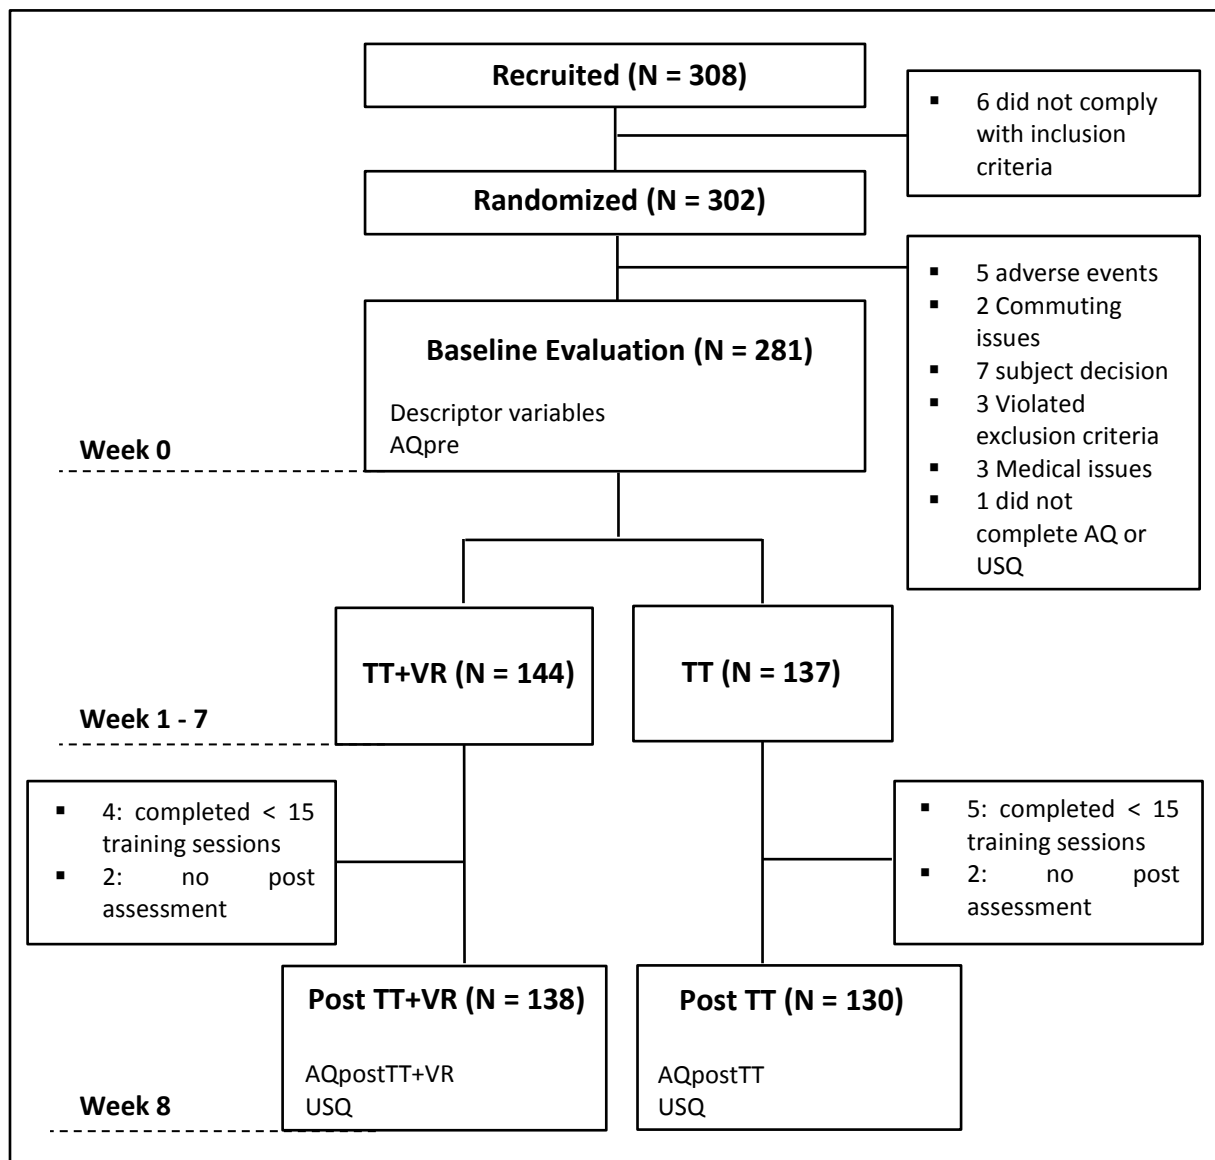 Recruited (N = 308)
▪ 6 did not comply
with inclusion
criteria
Randomized (N = 302)
▪ 5 adverse events
▪ 2 Commuting
issues
▪ 7 subject decision
▪ 3 Violated
exclusion criteria
▪ 3 Medical issues
▪ 1 did not
complete AQ or
USQ
Baseline Evaluation (N = 281)
Descriptor variables
AQpre
Week 0
TT+VR (N = 144)
TT (N = 137)
Week 1 - 7
▪ 4: completed < 15
training sessions
▪ 2: no post
assessment
▪ 5: completed < 15
training sessions
▪ 2: no post
assessment
Post TT+VR (N = 138)
AQpostTT+VR
USQ
Post TT (N = 130)
AQpostTT
USQ
Week 8